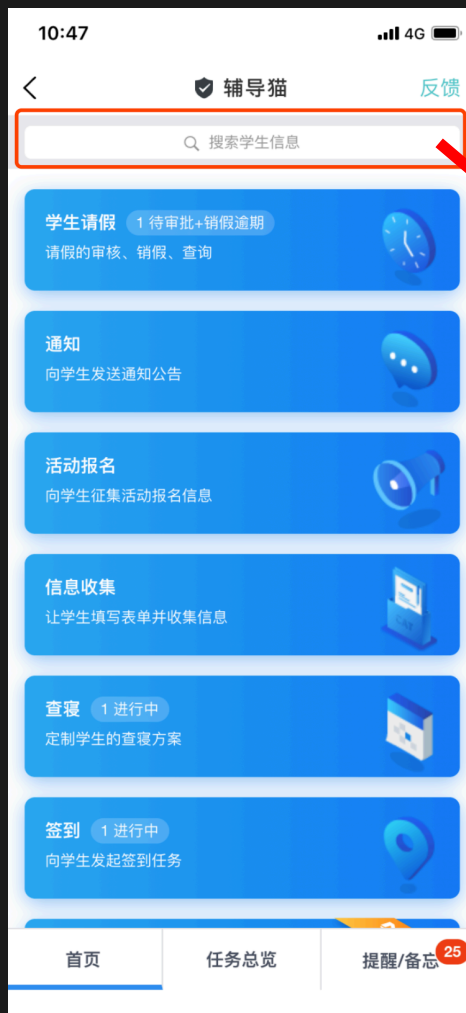 10:47
4G
辅导猫
反馈
搜索学生信息
学生请假 1 待审批+销假逾期
请假的审核、销假、查询
通知
向学生发送通知公告
活动报名
向学生征集活动报名信息
信息收集
让学生填写表单并收集信息
CAT
查寝 1 进行中
定制学生的查寝方案
签到 1 进行中
向学生发起签到任务
首页
任务总览
提醒/备忘
25